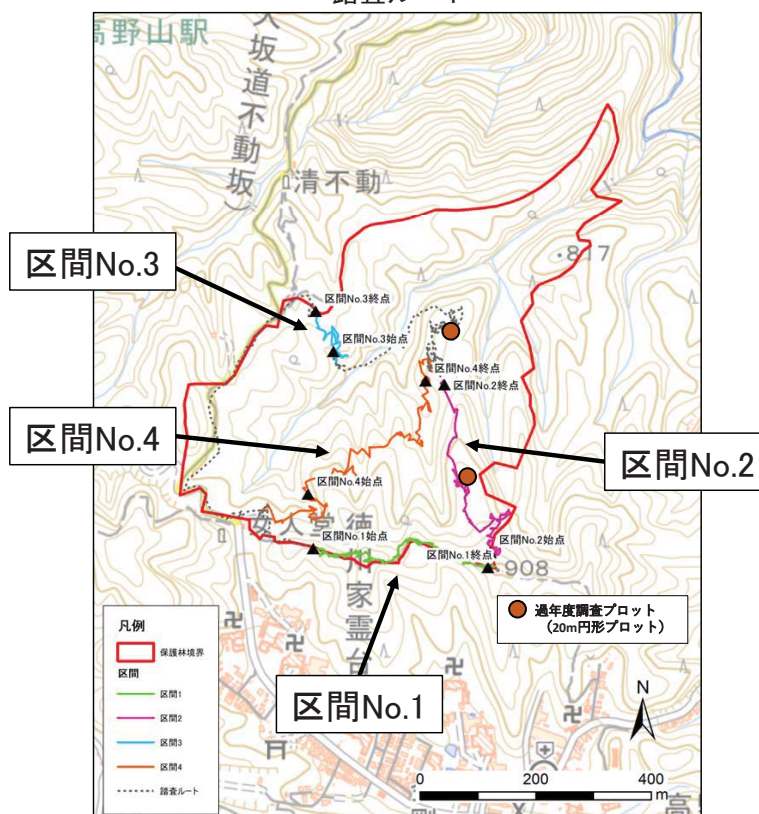 高野山駅
大坂道不動坂)
清不動
・817
区間No.3
区間No.3終点
区間No.3始点
区間No.4終点
区間No.2終点
区間No.4
区間No.2
区間No.4始点
女人堂
徳川家霊台
区間No.1始点
区間No.2始点
区間No.1終点
908
区間No.1
過年度調査プロット
(20m円形プロット)
凡例
保護林境界
区間
区間1
区間2
区間3
区間4
踏査ルート
N
0 200 400
m
高